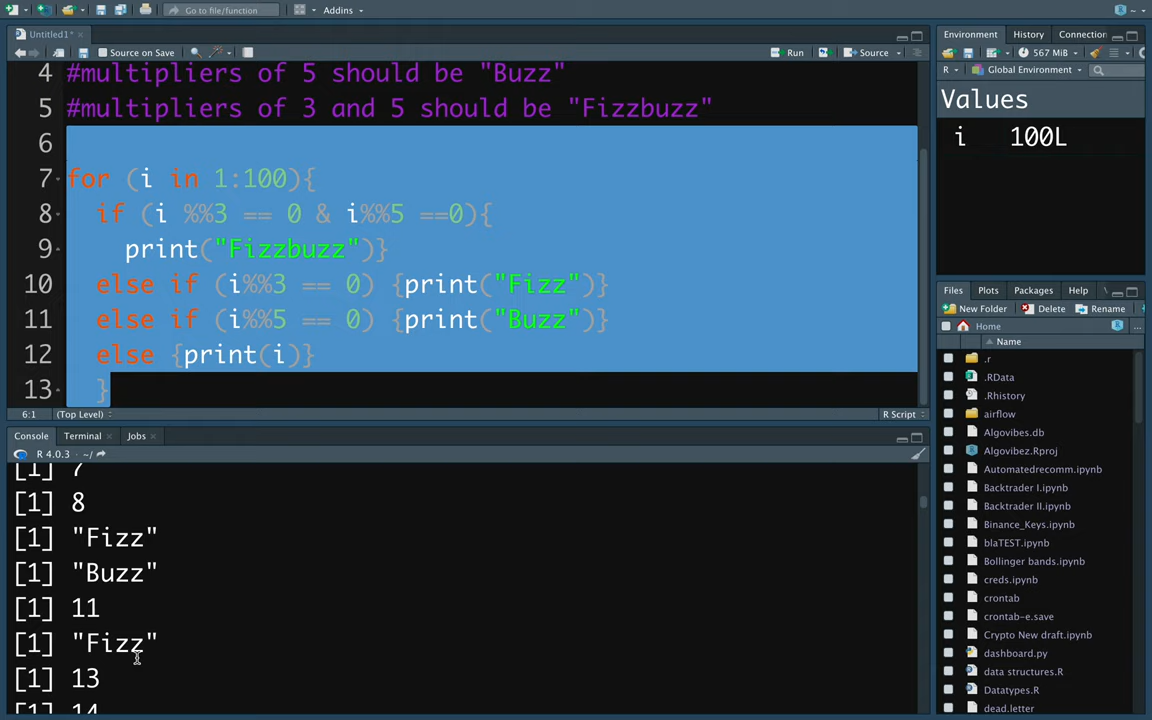 Go to file/function
Addins
Untitled1*
Source on Save
Run
Source
4 #multipliers of 5 should be "Buzz"
5 #multipliers of 3 and 5 should be "Fizzbuzz"
6
7 for (i in 1:100){
8 if (i %%3 == 0 & i%%5 ==0){
9 print("Fizzbuzz")}
10 else if (i%%3 == 0) {print("Fizz")}
11 else if (i%%5 == 0) {print("Buzz")}
12 else {print(i)}
13 }
6:1 (Top Level) R Script
Console Terminal Jobs
R 4.0.3 · ~/
[1] 7
[1] 8
[1] "Fizz"
[1] "Buzz"
[1] 11
[1] "Fizz"
[1] 13
[1] 14
Environment History Connection
567 MiB
R Global Environment
Values
i 100L
Files Plots Packages Help
New Folder Delete Rename
Home
Name
.r
.RData
.Rhistory
airflow
Algovibes.db
Algovibez.Rproj
Automatedrecomm.ipynb
Backtrader I.ipynb
Backtrader II.ipynb
Binance_Keys.ipynb
blaTEST.ipynb
Bollinger bands.ipynb
creds.ipynb
crontab
crontab-e.save
Crypto New draft.ipynb
dashboard.py
data structures.R
Datatypes.R
dead.letter